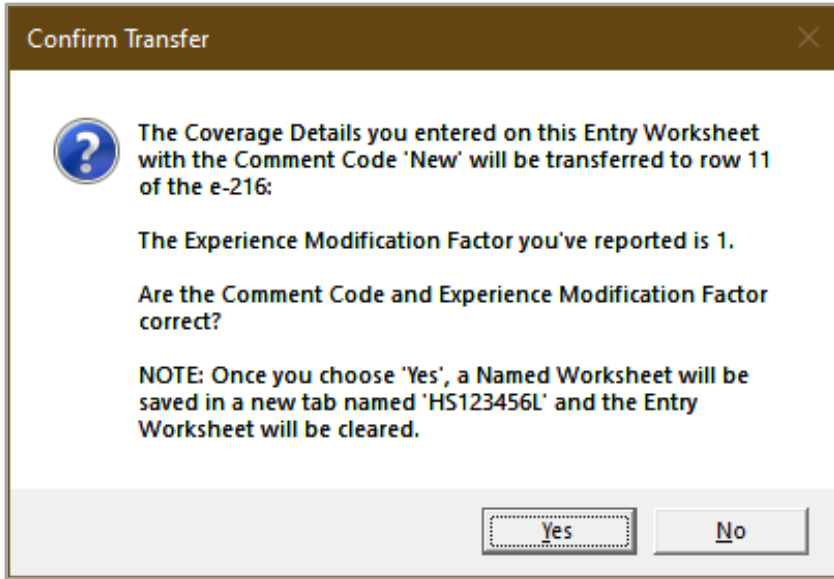 Confirm Transfer
The Coverage Details you entered on this Entry Worksheet
with the Comment Code 'New' will be transferred to row 11
of the e-216:
The Experience Modification Factor you've reported is 1.
Are the Comment Code and Experience Modification Factor
correct?
NOTE: Once you choose 'Yes', a Named Worksheet will be
saved in a new tab named 'HS123456L' and the Entry
Worksheet will be cleared.
Yes
No